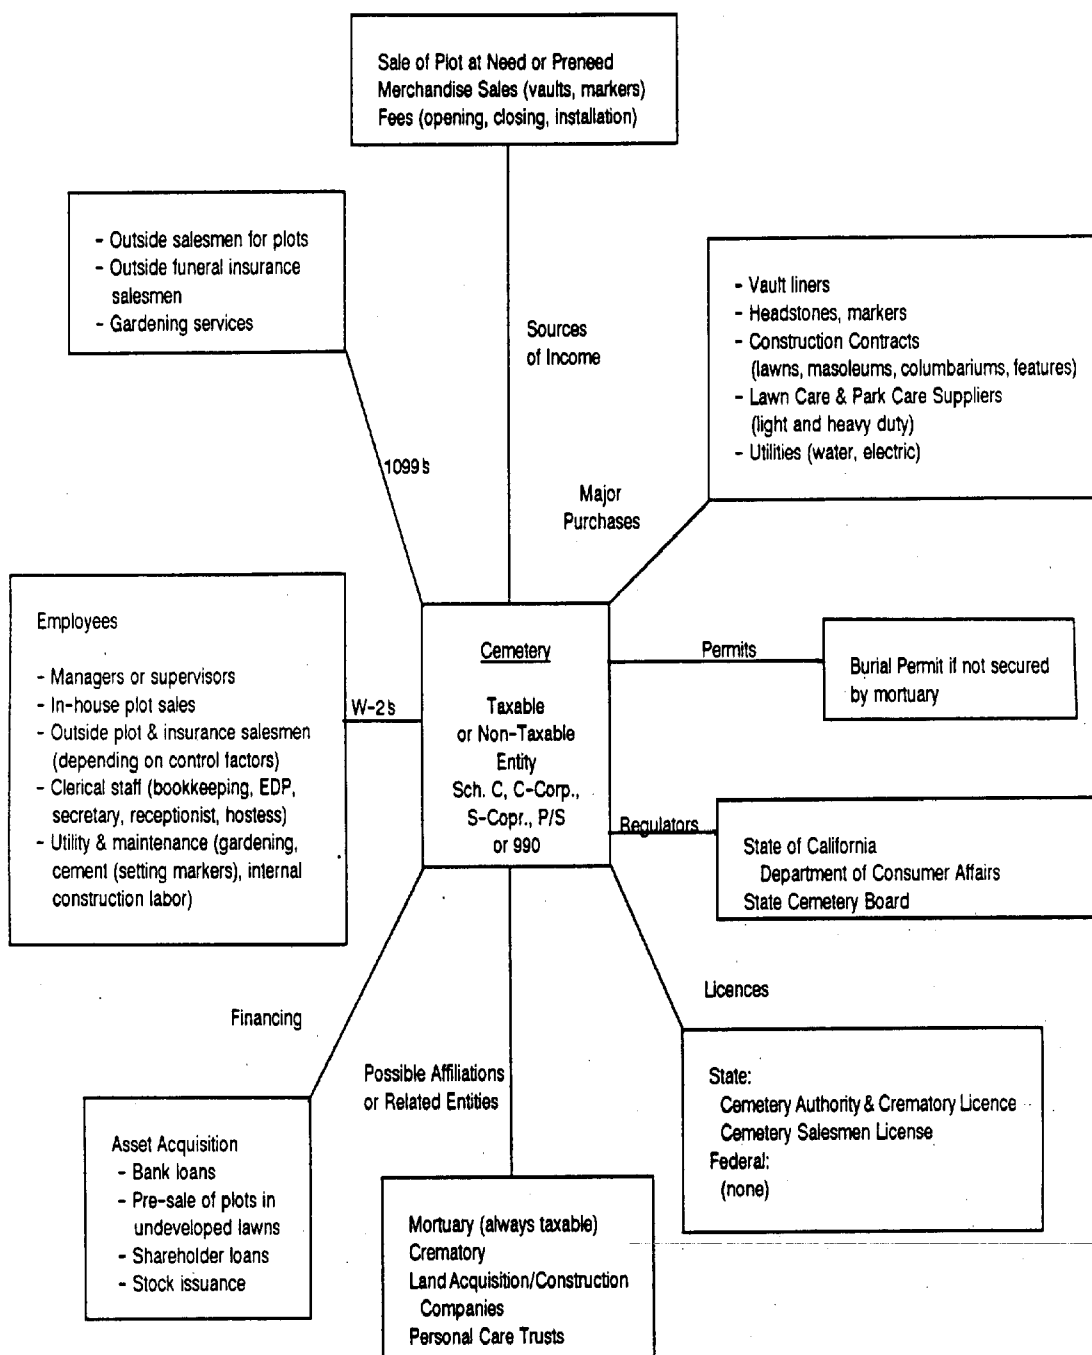 Sale of Plot at Need or Preneed
Merchandise Sales (vaults, markers)
Fees (opening, closing, installation)
- Outside salesmen for plots
- Outside funeral insurance
salesmen
- Gardening services
Sources
of Income
- Vault liners
- Headstones, markers
- Construction Contracts
(lawns, masoleums, columbariums, features)
- Lawn Care & Park Care Suppliers
(light and heavy duty)
- Utilities (water, electric)
1099's
Major
Purchases
Employees
- Managers or supervisors
- In-house plot sales
- Outside plot & insurance salesmen
(depending on control factors)
- Clerical staff (bookkeeping, EDP,
secretary, receptionist, hostess)
- Utility & maintenance (gardening,
cement (setting markers), internal
construction labor)
W-2's
Cemetery
Taxable
or Non-Taxable
Entity
Sch. C, C-Corp.,
S-Copr., P/S
or 990
Permits
Burial Permit if not secured
by mortuary
Regulators
State of California
Department of Consumer Affairs
State Cemetery Board
Financing
Possible Affiliations
or Related Entities
Licences
Asset Acquisition
- Bank loans
- Pre-sale of plots in
undeveloped lawns
- Shareholder loans
- Stock issuance
Mortuary (always taxable)
Crematory
Land Acquisition/Construction
Companies
Personal Care Trusts
State:
Cemetery Authority & Crematory Licence
Cemetery Salesmen License
Federal:
(none)